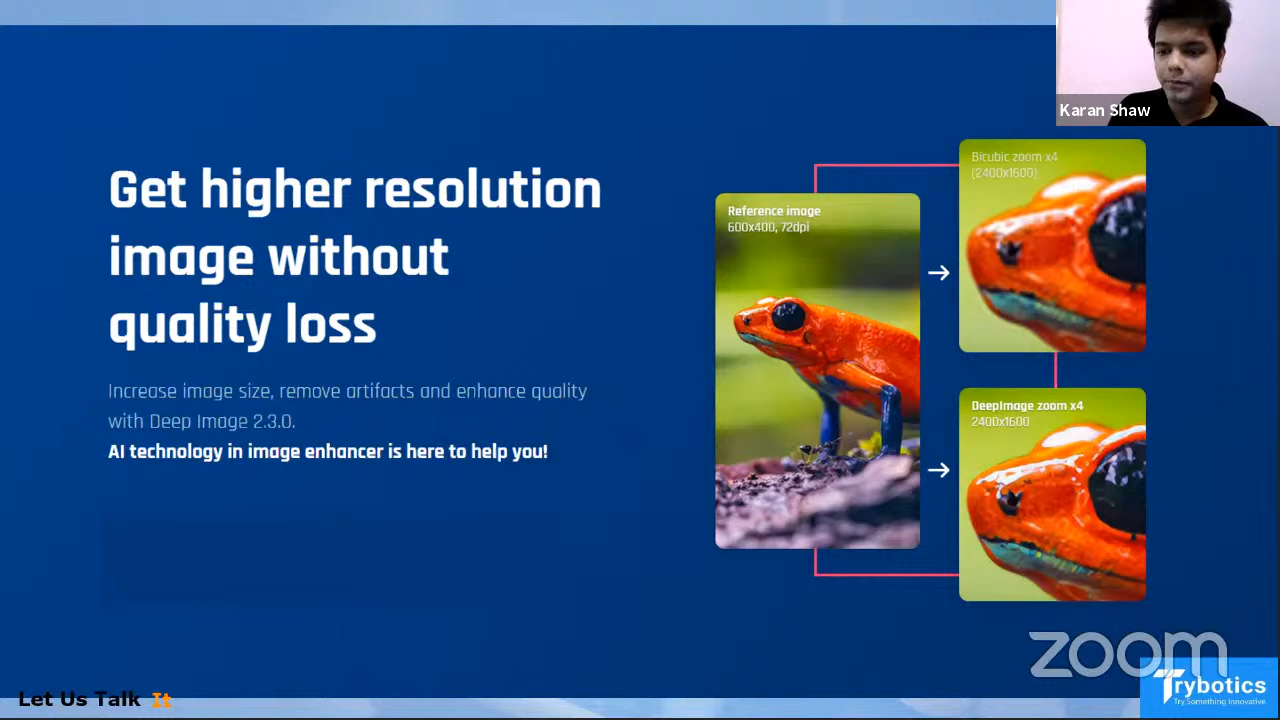 Karan Shaw
Get higher resolution
image without
quality loss
Increase image size, remove artifacts and enhance quality
with Deep Image 2.3.0.
AI technology in image enhancer is here to help you!
Reference image
600x400, 72dpi
Bicubic zoom x4
(2400x1600)
DeepImage zoom x4
2400x1600
zoom
Let Us Talk It
Trybotics
Try Something Innovative